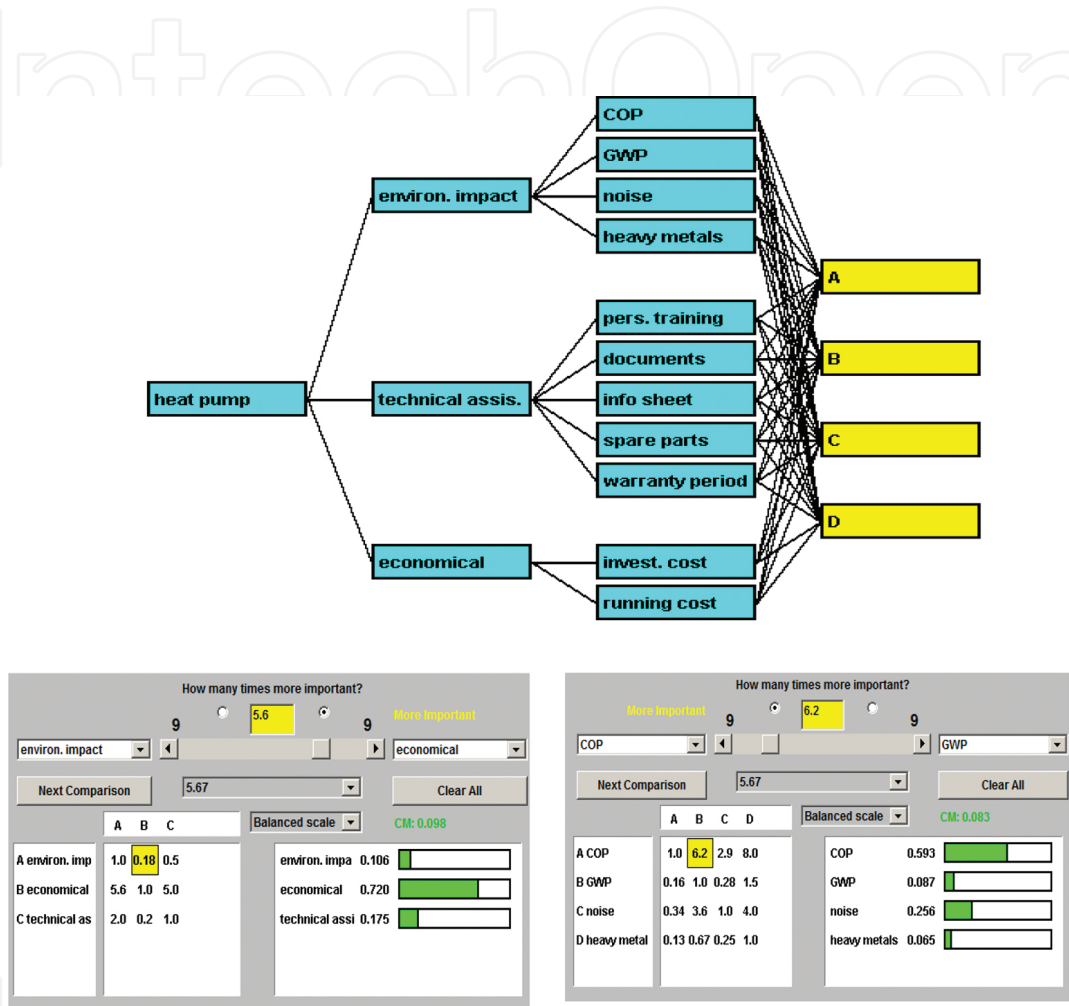 IntechOpen
COP
GWP
environ. impact
noise
heavy metals
A
pers. training
documents
B
heat pump
technical assis.
info sheet
spare parts
C
warranty period
D
economical
invest. cost
running cost
How many times more important?
9 5.6 9 More Important
environ. impact economical
Next Comparison 5.67 Clear All
A B C Balanced scale CM: 0.098
A environ. imp 1.0 0.18 0.5 environ. impa 0.106
B economical 5.6 1.0 5.0 economical 0.720
C technical as 2.0 0.2 1.0 technical assi 0.175
How many times more important?
More Important 9 6.2 9
COP GWP
Next Comparison 5.67 Clear All
A B C D Balanced scale CM: 0.083
A COP 1.0 6.2 2.9 8.0 COP 0.593
B GWP 0.16 1.0 0.28 1.5 GWP 0.087
C noise 0.34 3.6 1.0 4.0 noise 0.256
D heavy metal 0.13 0.67 0.25 1.0 heavy metals 0.065